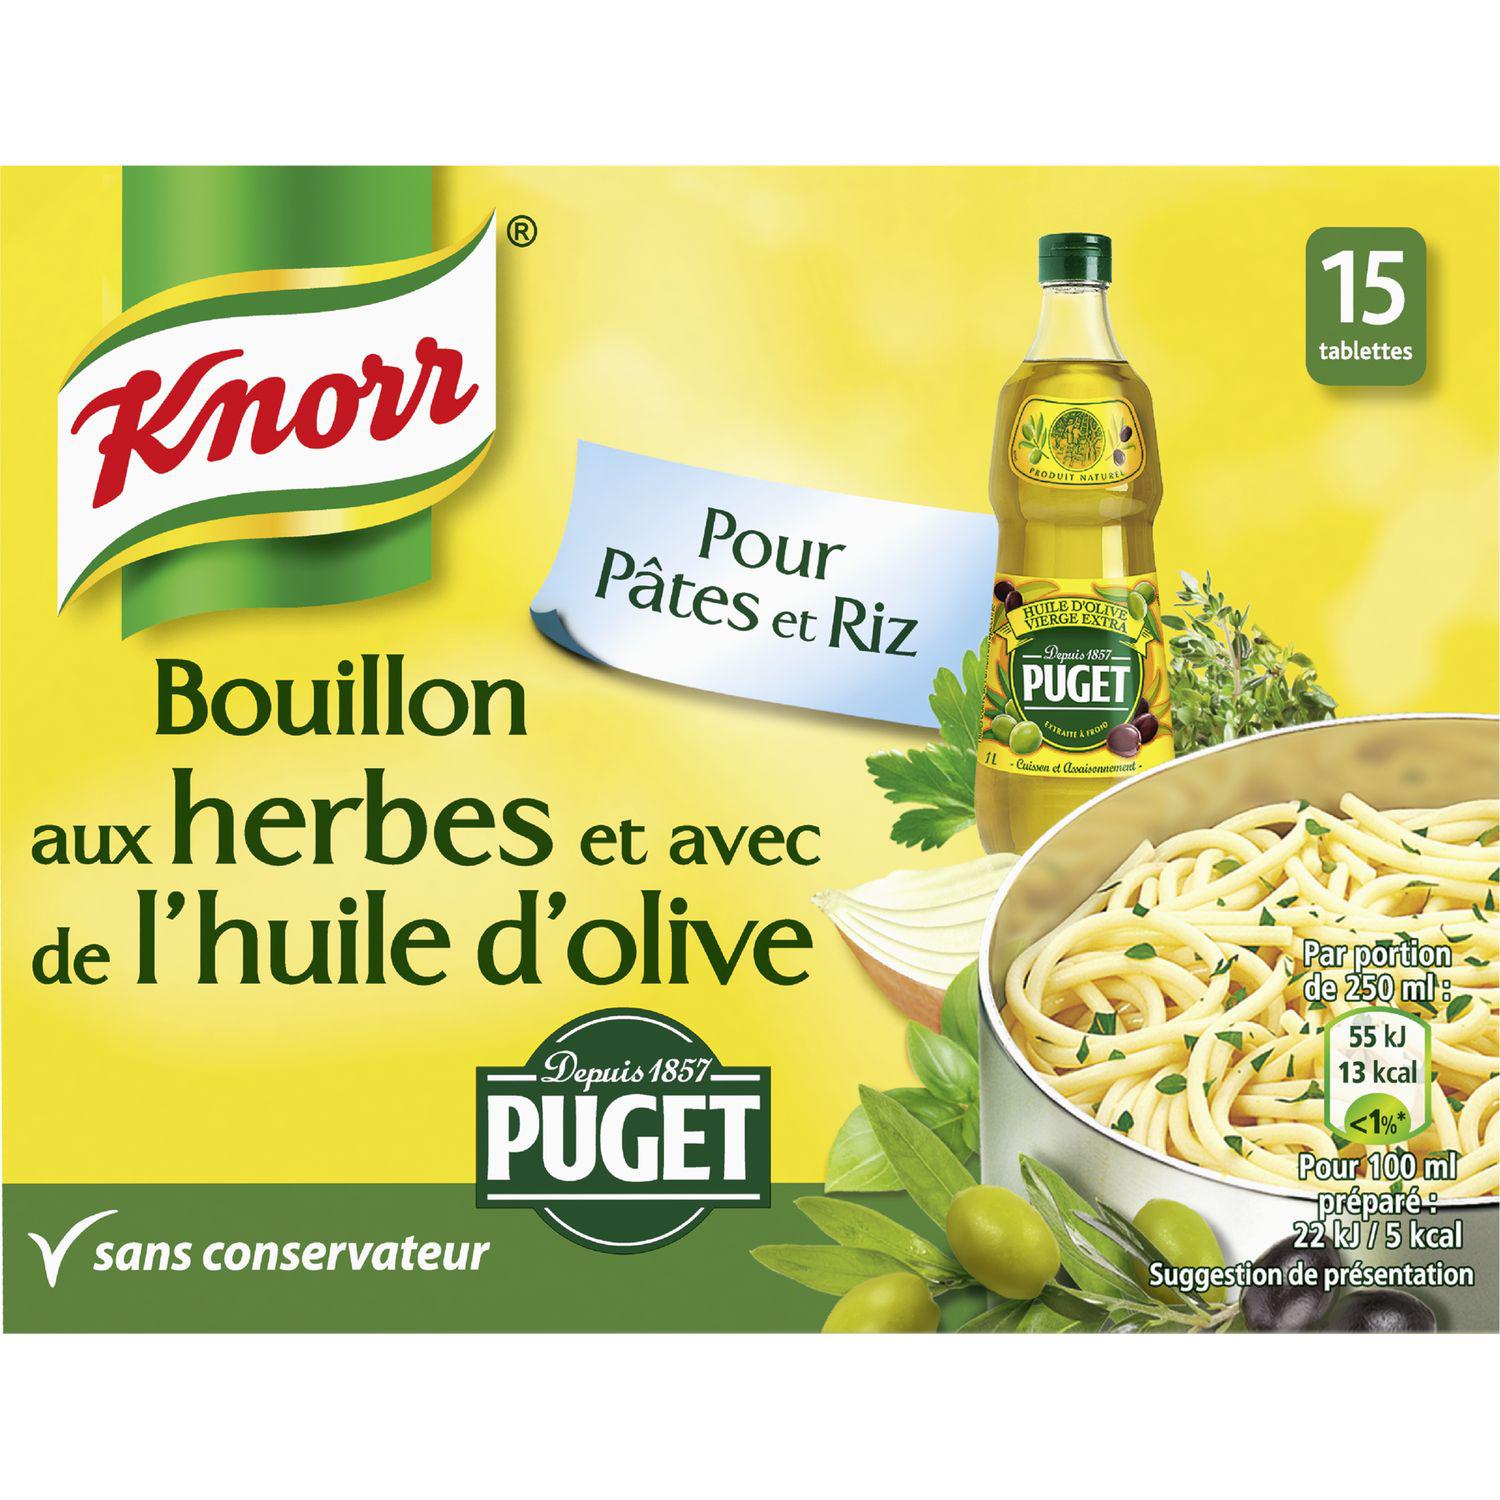 Knorr®
15
tablettes
Pour
Pâtes et Riz
PRODUIT NATUREL
HUILE D'OLIVE
VIERGE EXTRA
Depuis 1857
PUGET
EXTRAITE À FROID
1L - Cuisson et Assaisonnement -
Bouillon
aux herbes et avec
de l'huile d'olive
Depuis 1857
PUGET
✓ sans conservateur
Par portion
de 250 ml :
55 kJ
13 kcal
<1%*
Pour 100 ml
préparé :
22 kJ / 5 kcal
Suggestion de présentation